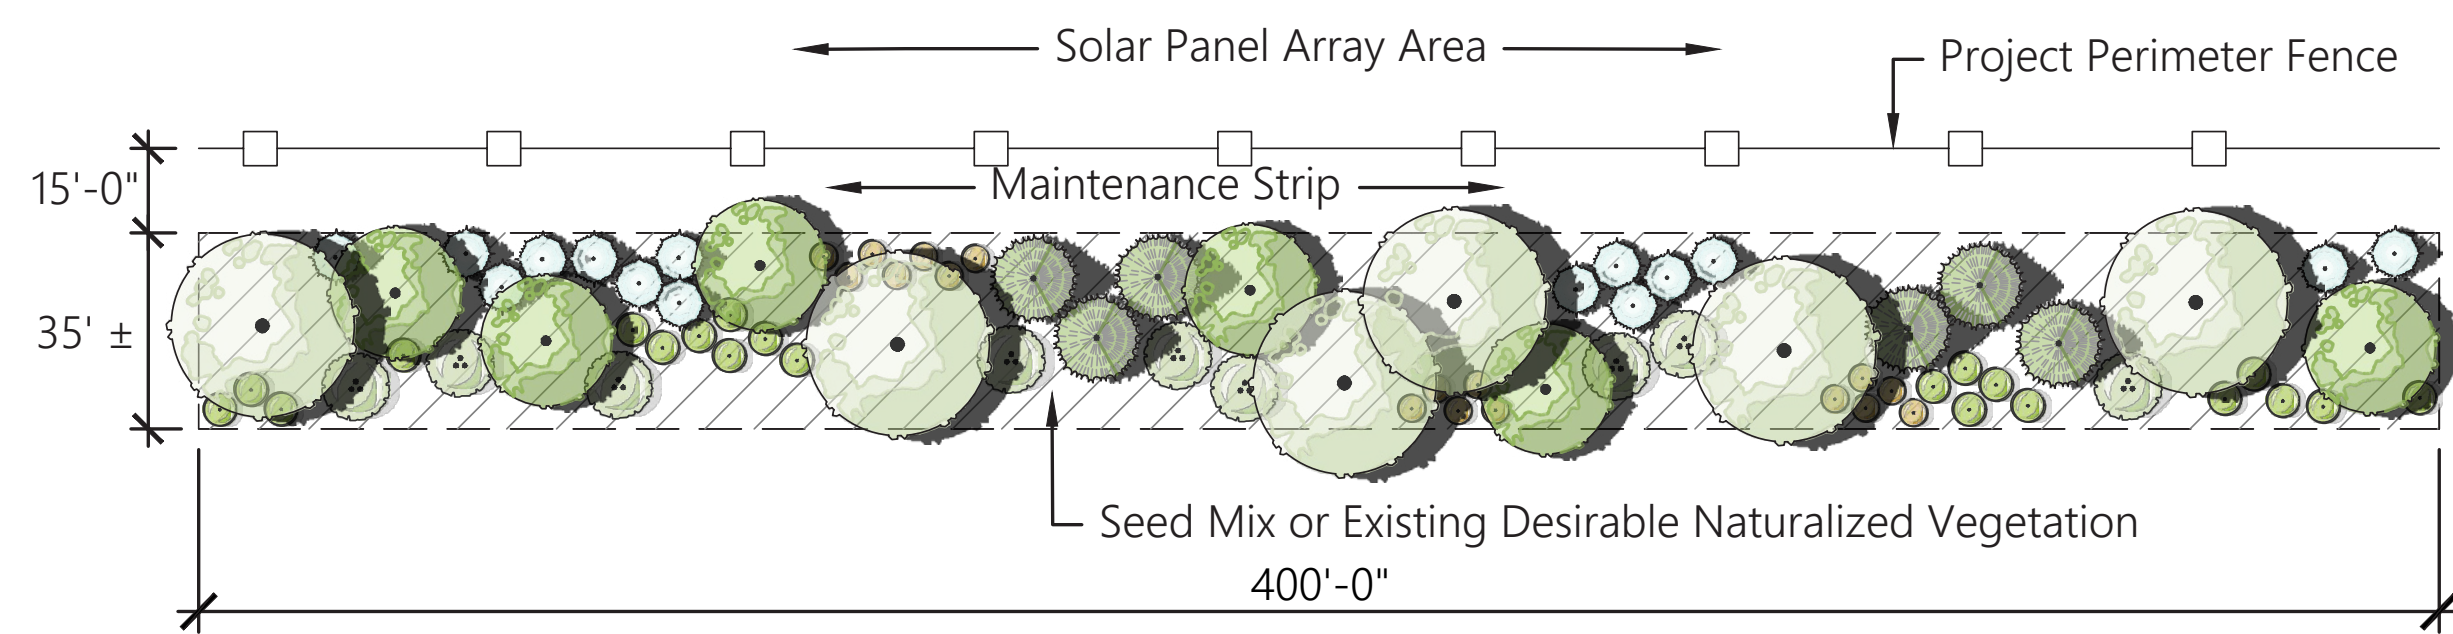 Solar Panel Array Area
Project Perimeter Fence
15'-0"
Maintenance Strip
35' ±
Seed Mix or Existing Desirable Naturalized Vegetation
400'-0"